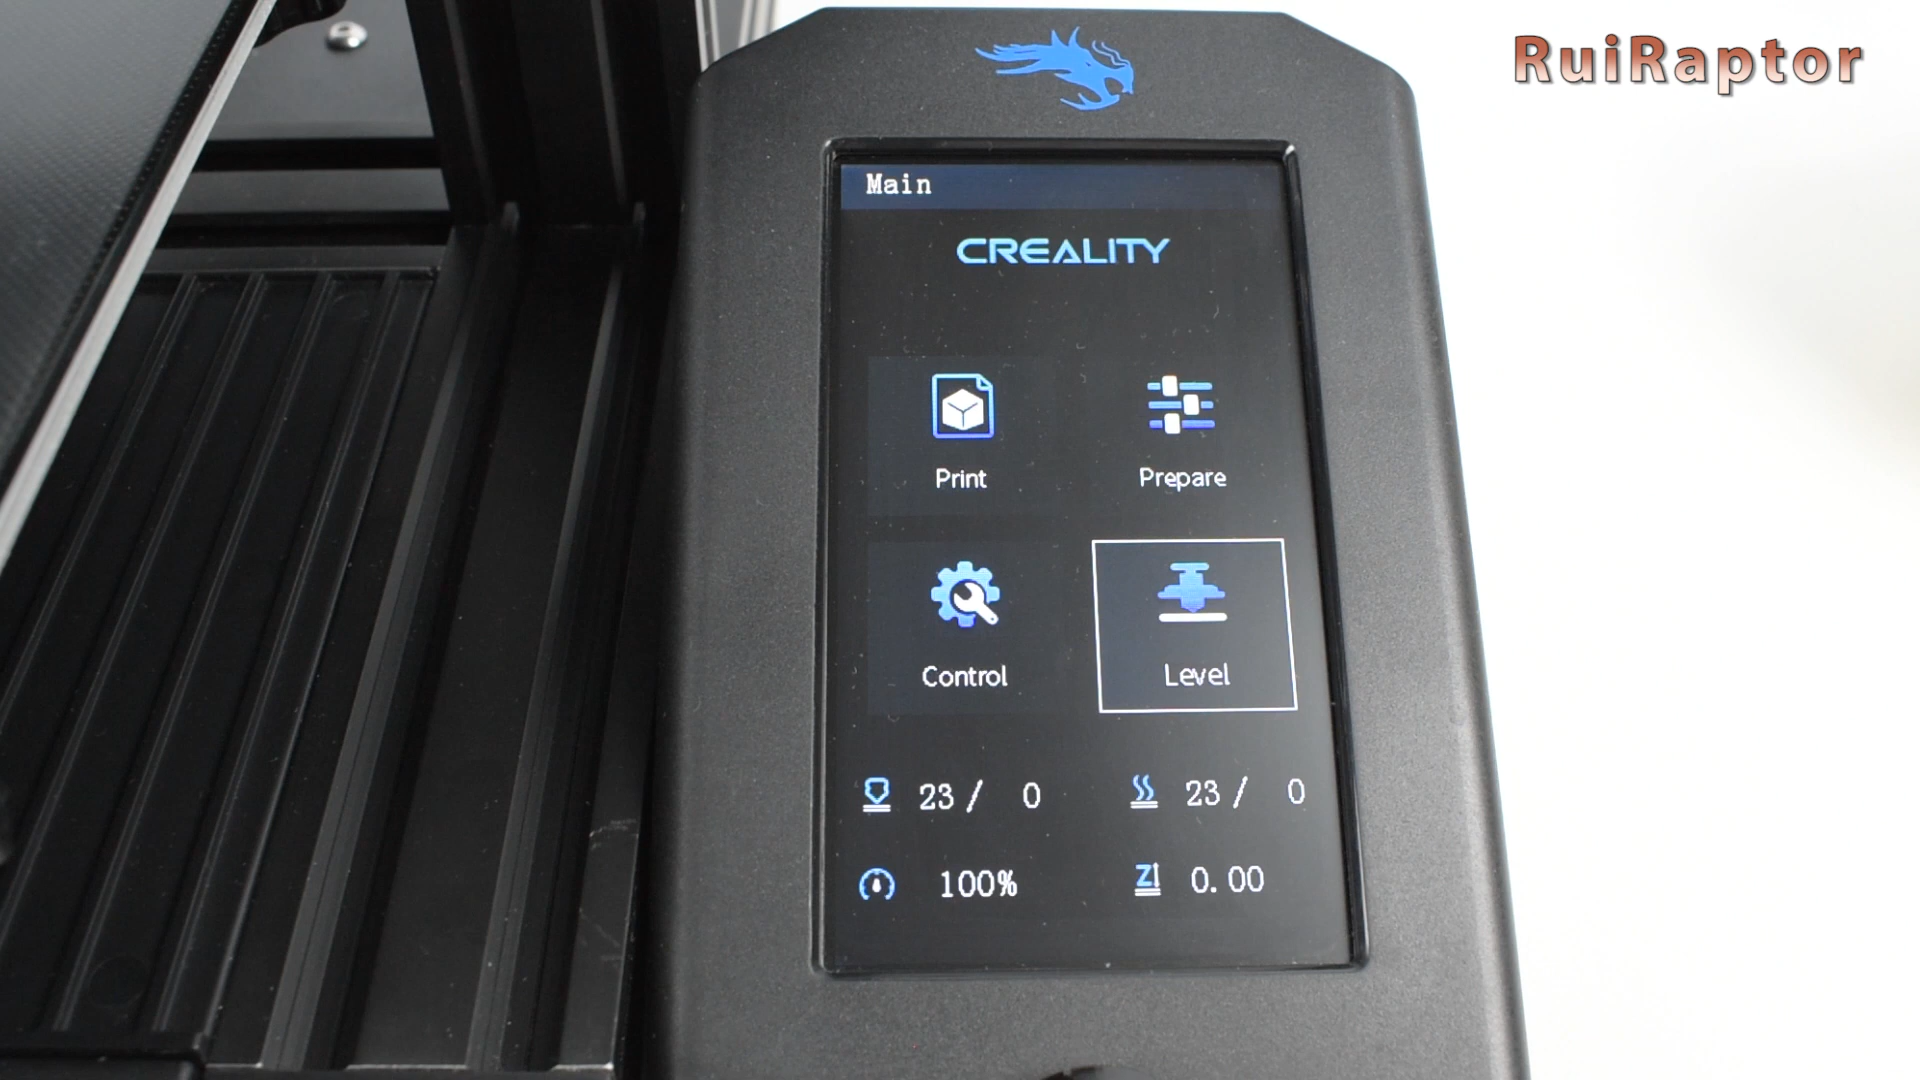 RuiRaptor
Main
CREALITY
Print
Prepare
Control
Level
23 / 0
23 / 0
100%
Z
0.00